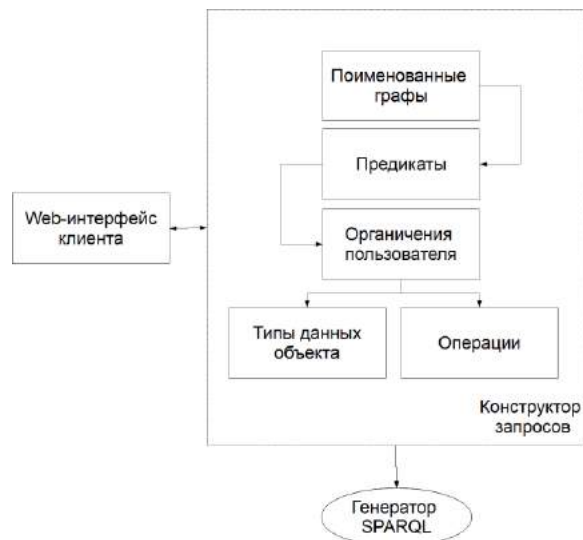 Поименованные
графы
Предикаты
Web-интерфейс
клиента
Органичения
пользователя
Типы данных
объекта
Операции
Конструктор
запросов
Генератор
SPARQL